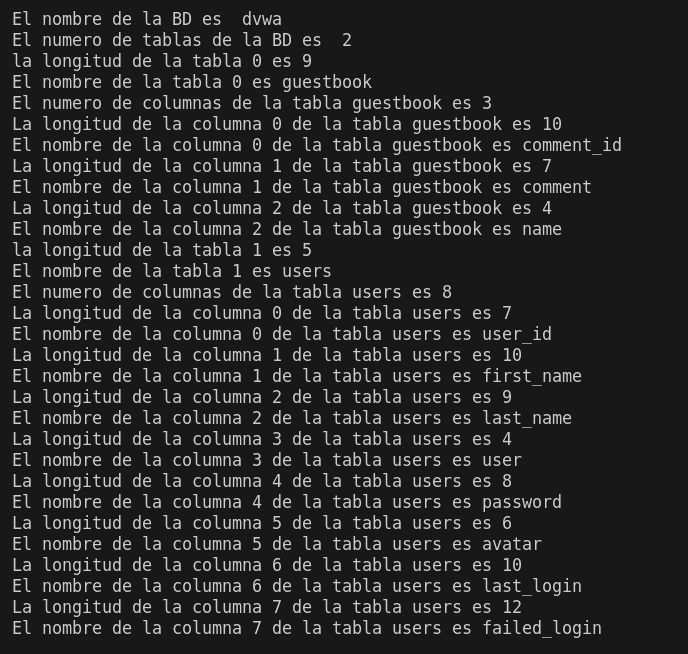 El nombre de la BD es  dvwa
El numero de tablas de la BD es  2
la longitud de la tabla 0 es 9
El nombre de la tabla 0 es guestbook
El numero de columnas de la tabla guestbook es 3
La longitud de la columna 0 de la tabla guestbook es 10
El nombre de la columna 0 de la tabla guestbook es comment_id
La longitud de la columna 1 de la tabla guestbook es 7
El nombre de la columna 1 de la tabla guestbook es comment
La longitud de la columna 2 de la tabla guestbook es 4
El nombre de la columna 2 de la tabla guestbook es name
la longitud de la tabla 1 es 5
El nombre de la tabla 1 es users
El numero de columnas de la tabla users es 8
La longitud de la columna 0 de la tabla users es 7
El nombre de la columna 0 de la tabla users es user_id
La longitud de la columna 1 de la tabla users es 10
El nombre de la columna 1 de la tabla users es first_name
La longitud de la columna 2 de la tabla users es 9
El nombre de la columna 2 de la tabla users es last_name
La longitud de la columna 3 de la tabla users es 4
El nombre de la columna 3 de la tabla users es user
La longitud de la columna 4 de la tabla users es 8
El nombre de la columna 4 de la tabla users es password
La longitud de la columna 5 de la tabla users es 6
El nombre de la columna 5 de la tabla users es avatar
La longitud de la columna 6 de la tabla users es 10
El nombre de la columna 6 de la tabla users es last_login
La longitud de la columna 7 de la tabla users es 12
El nombre de la columna 7 de la tabla users es failed_login